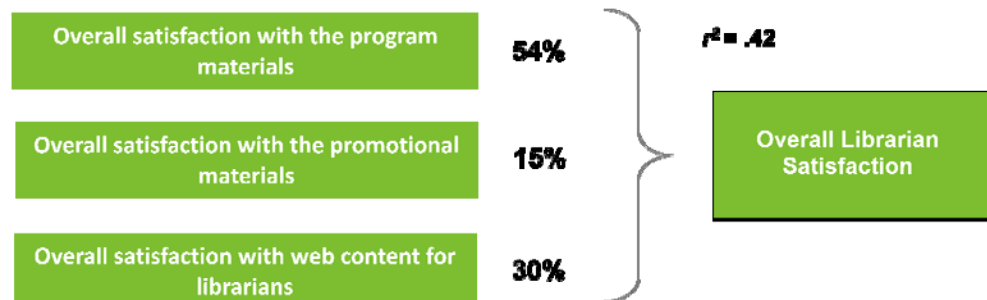 Overall satisfaction with the program
materials
54%
r² = .42
Overall satisfaction with the promotional
materials
15%
Overall Librarian
Satisfaction
Overall satisfaction with web content for
librarians
30%